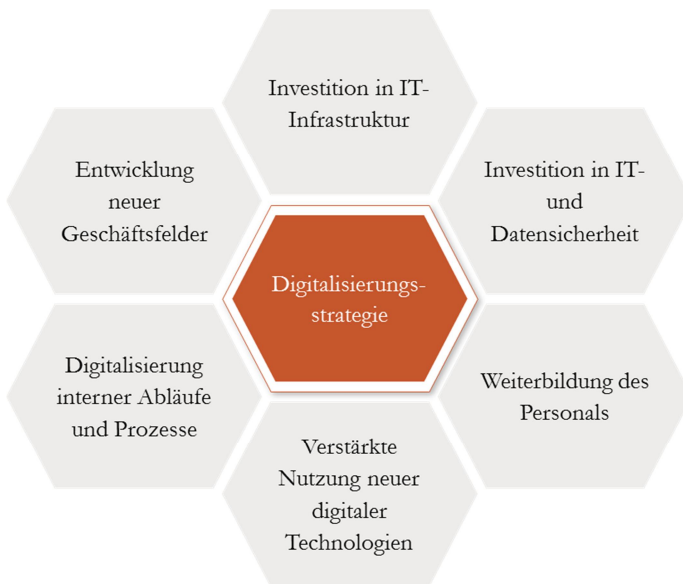 Investition in IT-
Infrastruktur
Entwicklung
neuer
Geschäftsfelder
Investition in IT-
und
Datensicherheit
Digitalisierungs-
strategie
Digitalisierung
interner Abläufe
und Prozesse
Weiterbildung des
Personals
Verstärkte
Nutzung neuer
digitaler
Technologien